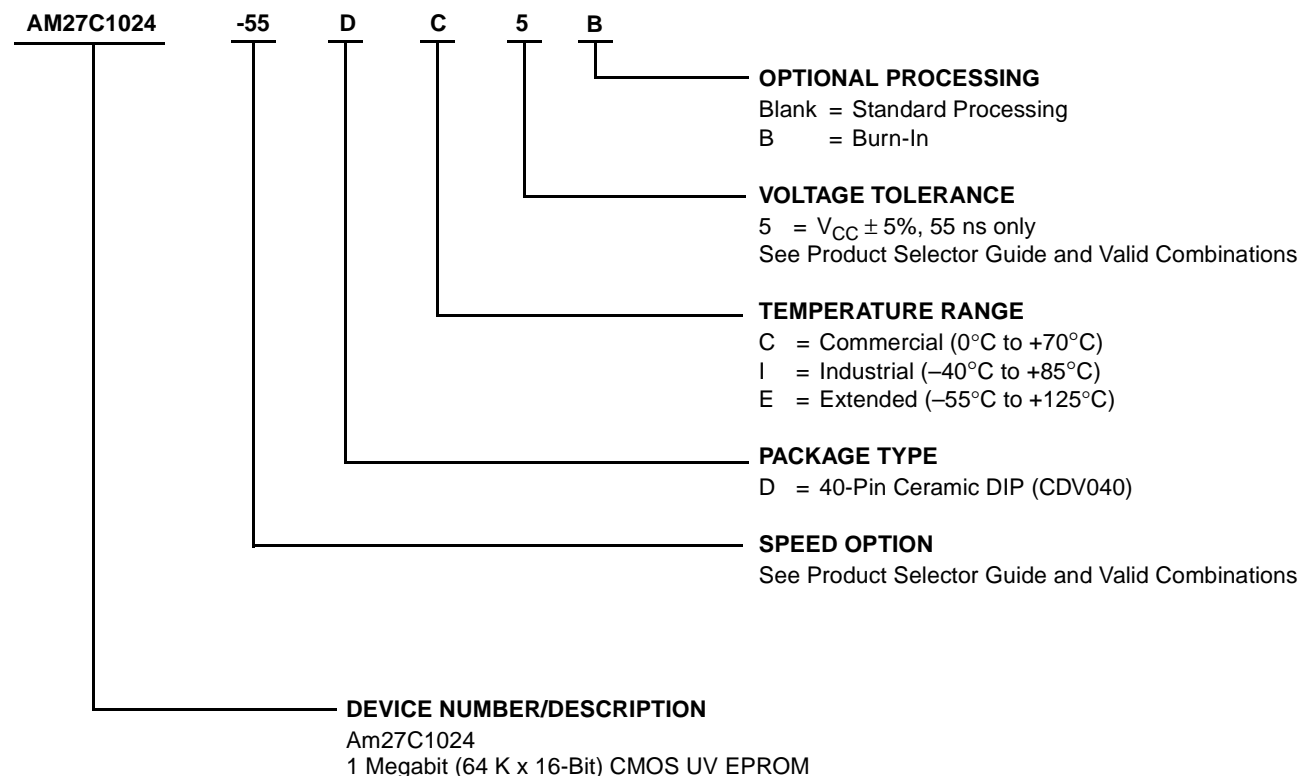 AM27C1024 -55 D C 5 B
OPTIONAL PROCESSING
Blank = Standard Processing
B = Burn-In
VOLTAGE TOLERANCE
5 = VCC ± 5%, 55 ns only
See Product Selector Guide and Valid Combinations
TEMPERATURE RANGE
C = Commercial (0°C to +70°C)
I = Industrial (–40°C to +85°C)
E = Extended (–55°C to +125°C)
PACKAGE TYPE
D = 40-Pin Ceramic DIP (CDV040)
SPEED OPTION
See Product Selector Guide and Valid Combinations
DEVICE NUMBER/DESCRIPTION
Am27C1024
1 Megabit (64 K x 16-Bit) CMOS UV EPROM